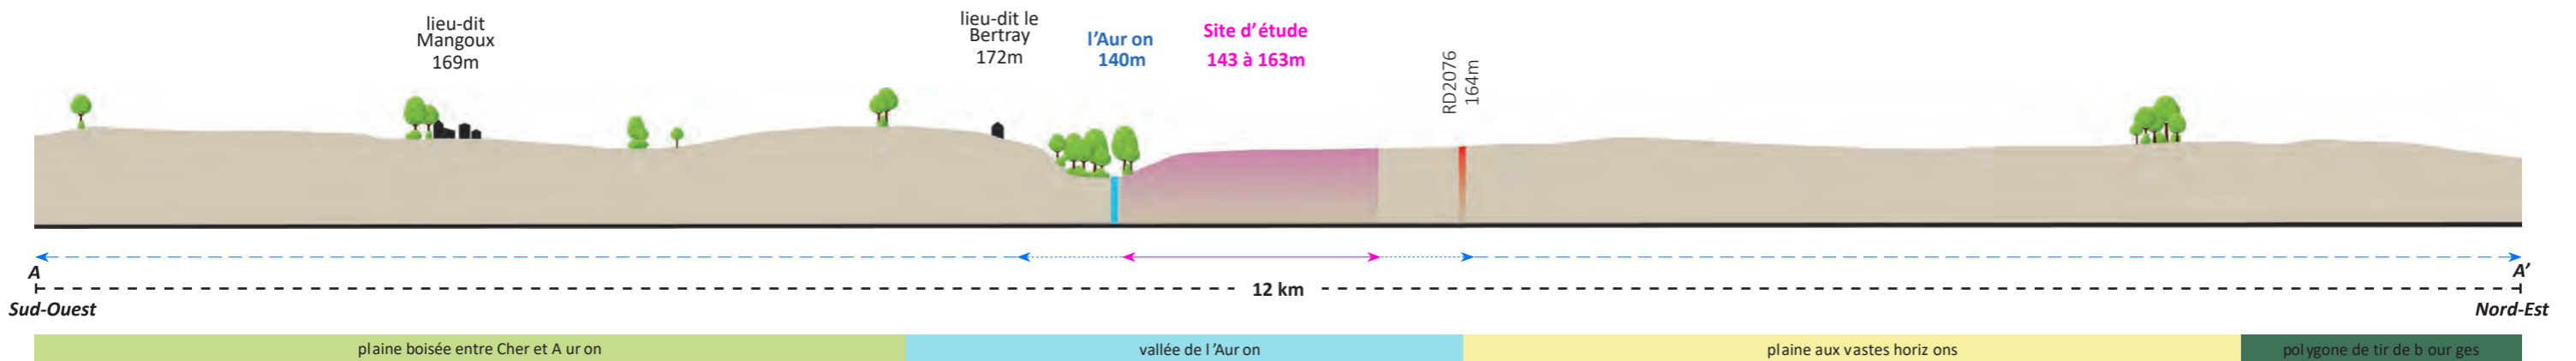 lieu-dit
Mangoux
169m
lieu-dit le
Bertray
172m
l'Aur on
140m
Site d'étude
143 à 163m
RD2076
164m
A
Sud-Ouest
12 km
A'
Nord-Est
plaine boisée entre Cher et A ur on
vallée de l 'Aur on
plaine aux vastes horiz ons
polygone de tir de b our ges